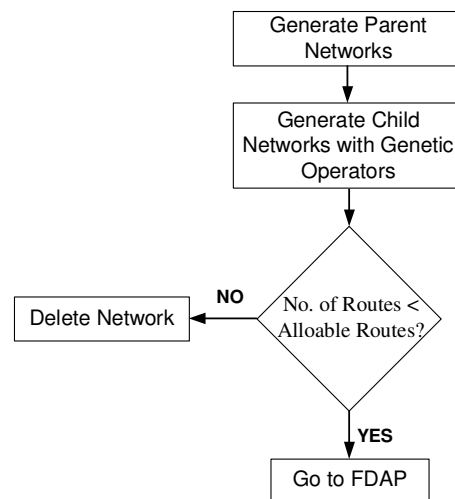 Generate Parent
Networks
Generate Child
Networks with Genetic
Operators
No. of Routes <
Alloable Routes?
NO
Delete Network
YES
Go to FDAP